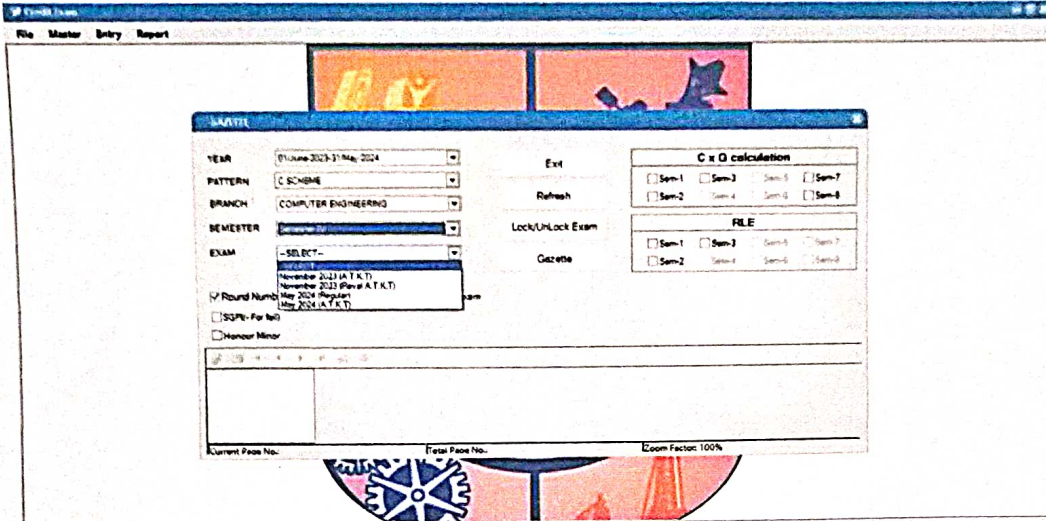 Credit Exam
File Master Entry Report
GAZETTE
YEAR 01-June-2023-31-May-2024
PATTERN C SCHEME
BRANCH COMPUTER ENGINEERING
SEMESTER
EXAM --SELECT--
November 2023 (A.T.K.T)
November 2023 (Reval A.T.K.T)
May 2024 (Regular)
May 2024 (A.T.K.T)
Round Numb
SGPI(- For fail)
Honour Minor
Exit
Refresh
Lock/UnLock Exam
Gazette
C x G calculation
Sem-1 Sem-3 Sem-5 Sem-7
Sem-2 Sem-4 Sem-6 Sem-8
RLE
Sem-1 Sem-3 Sem-5 Sem-7
Sem-2 Sem-4 Sem-6 Sem-8
Current Page No.: Total Page No.: Zoom Factor: 100%